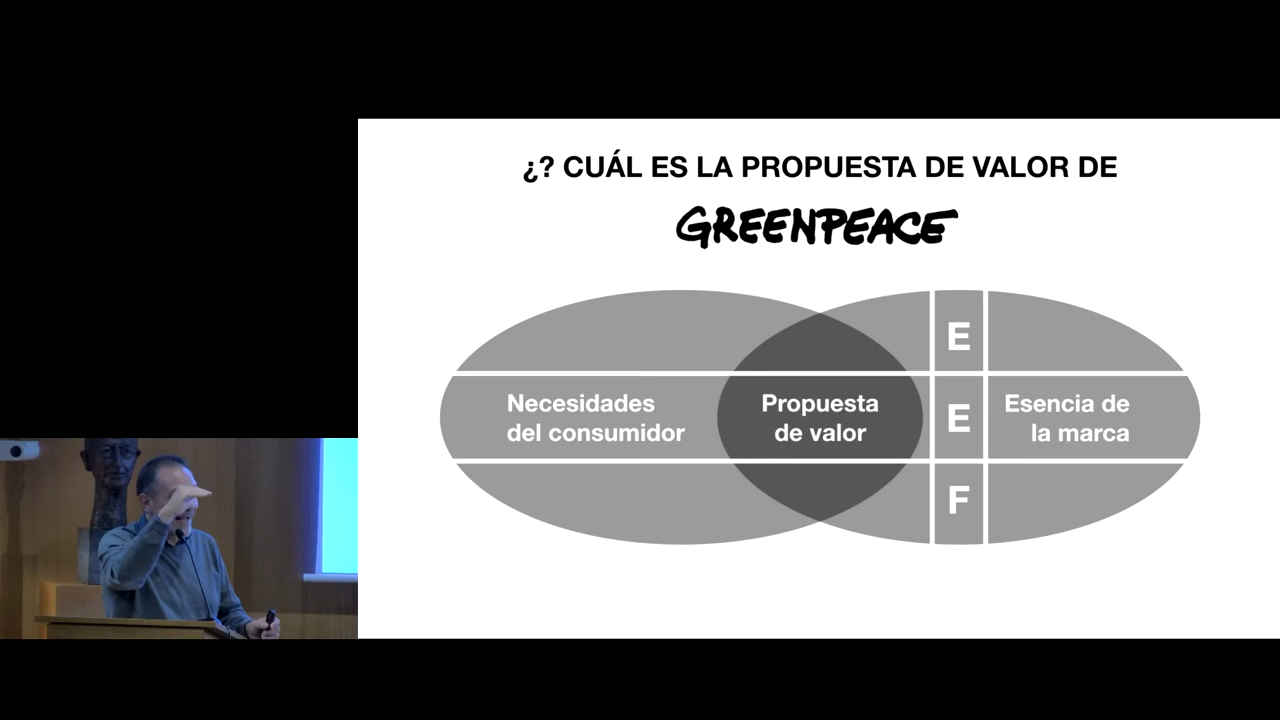 ¿? CUÁL ES LA PROPUESTA DE VALOR DE
GREENPEACE
Necesidades
del consumidor
Propuesta
de valor
E
E
F
Esencia de
la marca